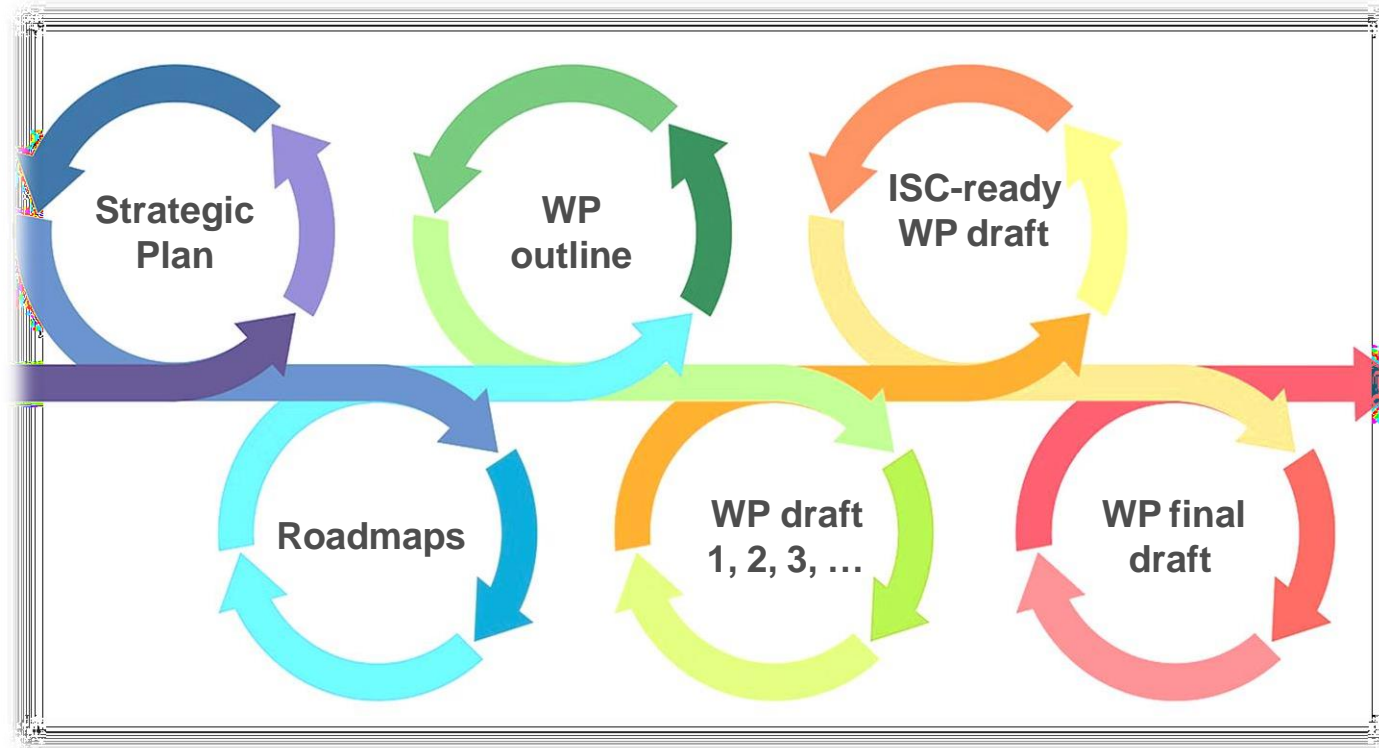 Strategic
Plan
Roadmaps
WP
outline
WP draft
1, 2, 3, …
ISC-ready
WP draft
WP final
draft